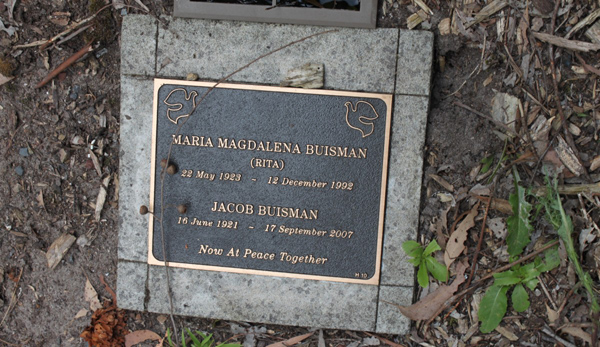 MARIA MAGDALENA BUISMAN
(RITA)
22 May 1923 - 12 December 1992
JACOB BUISMAN
16 June 1921 - 17 September 2007
Now At Peace Together
H 10